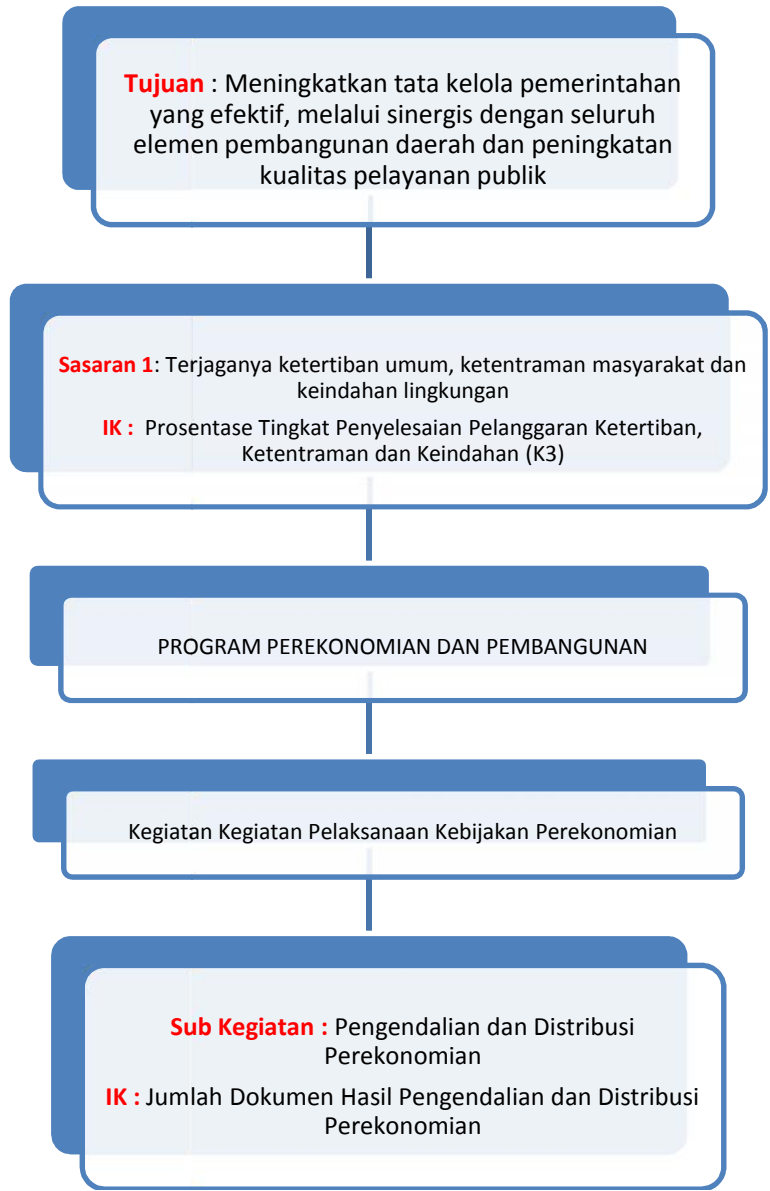 Tujuan : Meningkatkan tata kelola pemerintahan
yang efektif, melalui sinergis dengan seluruh
elemen pembangunan daerah dan peningkatan
kualitas pelayanan publik
Sasaran 1: Terjaganya ketertiban umum, ketentraman masyarakat dan
keindahan lingkungan
IK : Prosentase Tingkat Penyelesaian Pelanggaran Ketertiban,
Ketentraman dan Keindahan (K3)
PROGRAM PEREKONOMIAN DAN PEMBANGUNAN
Kegiatan Kegiatan Pelaksanaan Kebijakan Perekonomian
Sub Kegiatan : Pengendalian dan Distribusi
Perekonomian
IK : Jumlah Dokumen Hasil Pengendalian dan Distribusi
Perekonomian